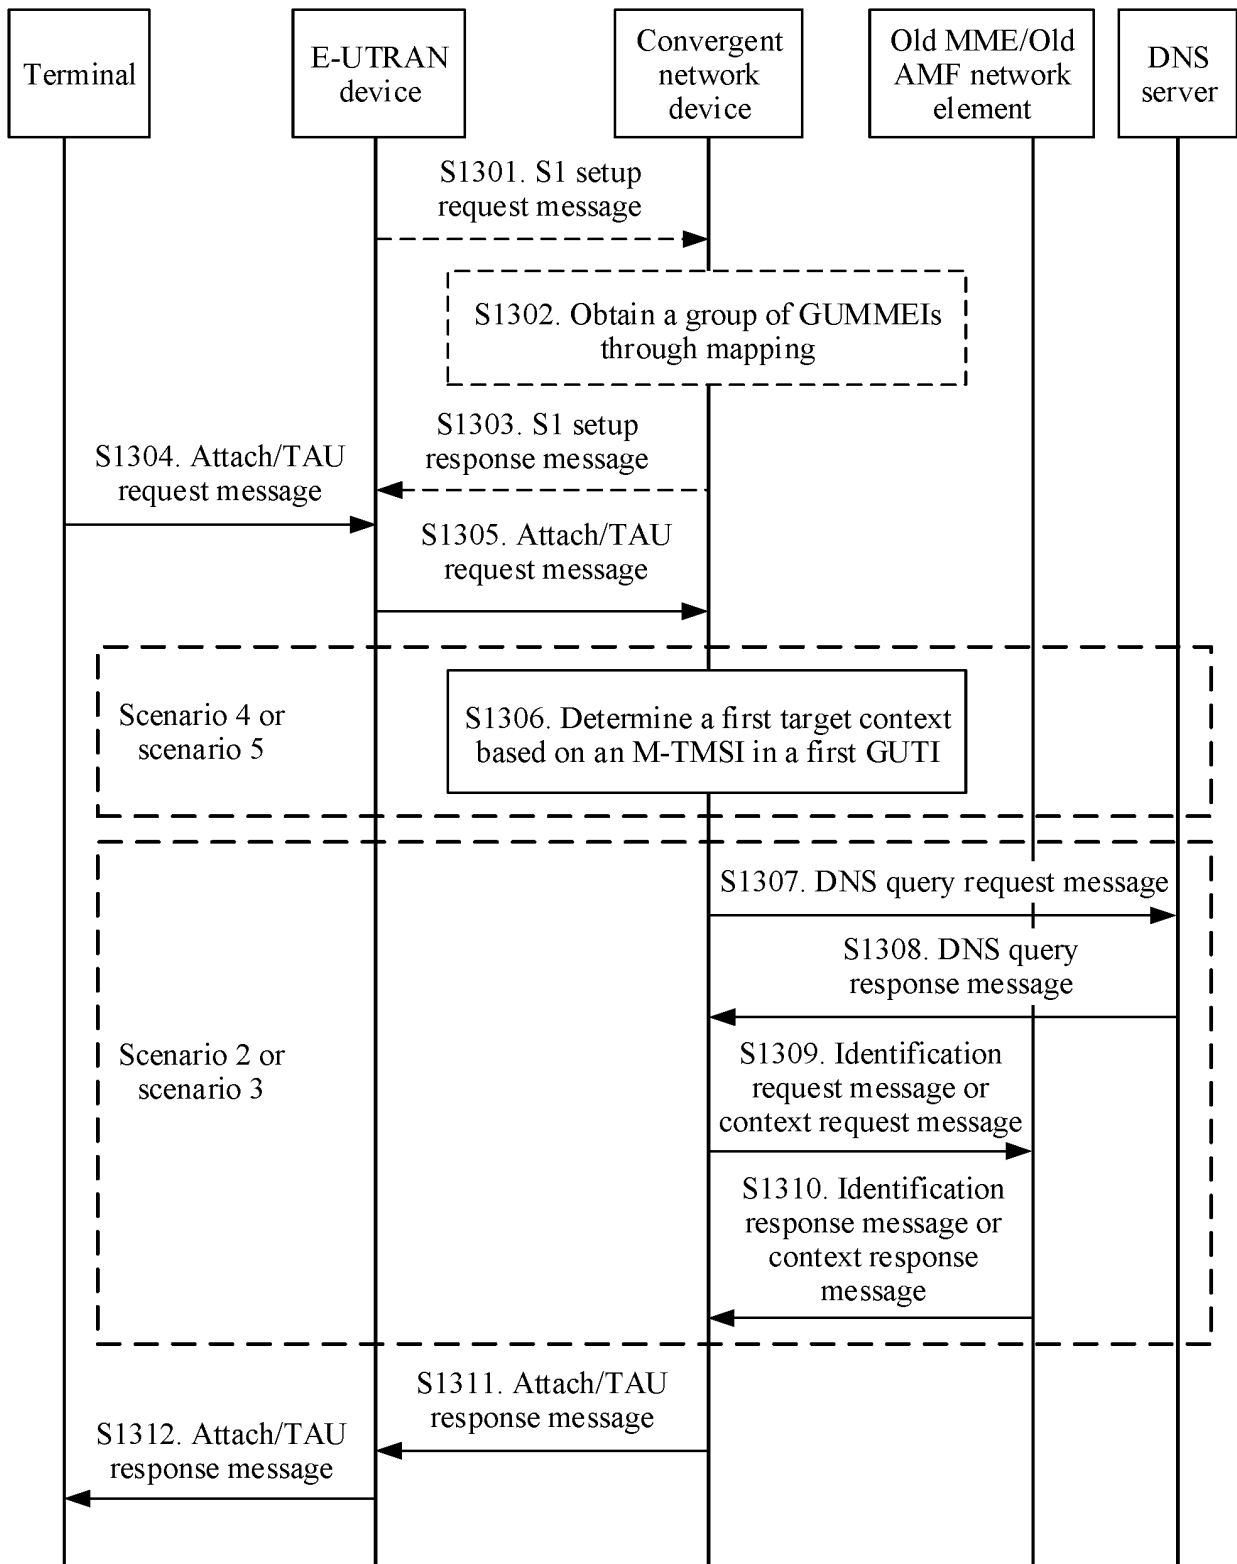 Terminal
E-UTRAN
device
Convergent
network
device
Old MME/Old
AMF network
element
DNS
server
S1301. S1 setup
request message
S1302. Obtain a group of GUMMEIs
through mapping
S1303. S1 setup
response message
S1304. Attach/TAU
request message
S1305. Attach/TAU
request message
Scenario 4 or
scenario 5
S1306. Determine a first target context
based on an M-TMSI in a first GUTI
S1307. DNS query request message
S1308. DNS query
response message
Scenario 2 or
scenario 3
S1309. Identification
request message or
context request message
S1310. Identification
response message or
context response
message
S1311. Attach/TAU
response message
S1312. Attach/TAU
response message